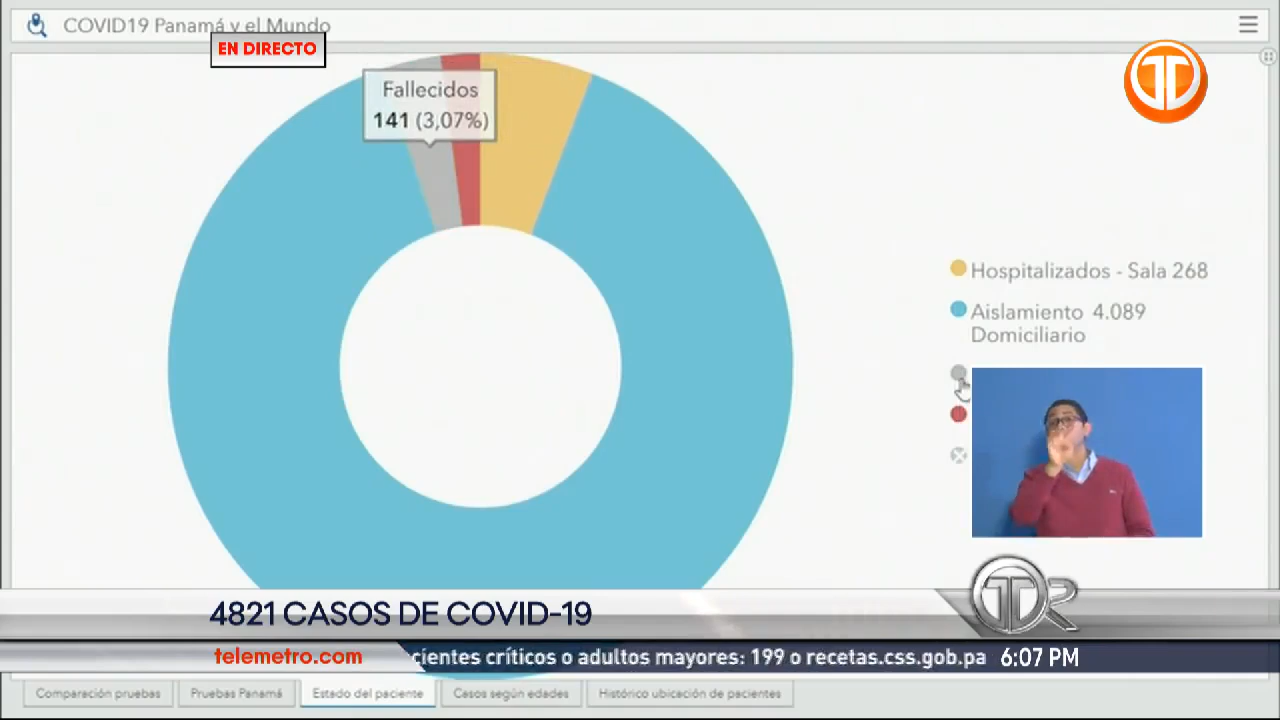 COVID19 Panamá y el Mundo
EN DIRECTO
Fallecidos
141 (3,07%)
Hospitalizados - Sala 268
Aislamiento 4.089
Domiciliario
4821 CASOS DE COVID-19
telemetro.com
cientes críticos o adultos mayores: 199 o recetas.css.gob.pa
6:07 PM
Comparación pruebas
Pruebas Panamá
Estado del paciente
Casos según edades
Histórico ubicación de pacientes